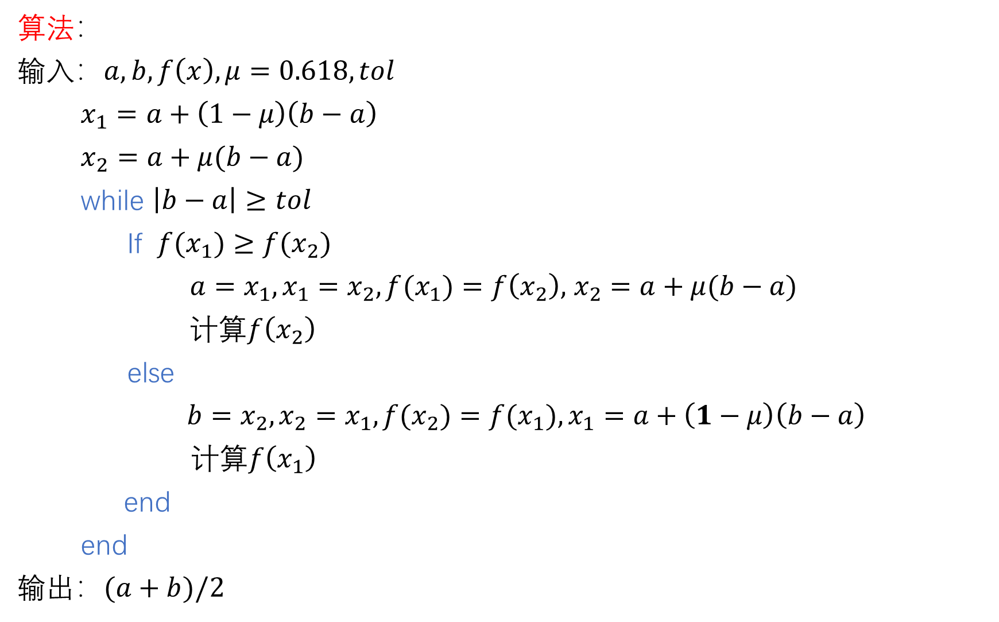 算法：
输入：a, b, f(x), μ = 0.618, tol
x₁ = a + (1 − μ)(b − a)
x₂ = a + μ(b − a)
while |b − a| ≥ tol
If f(x₁) ≥ f(x₂)
a = x₁, x₁ = x₂, f(x₁) = f(x₂), x₂ = a + μ(b − a)
计算f(x₂)
else
b = x₂, x₂ = x₁, f(x₂) = f(x₁), x₁ = a + (1 − μ)(b − a)
计算f(x₁)
end
end
输出：(a + b)/2